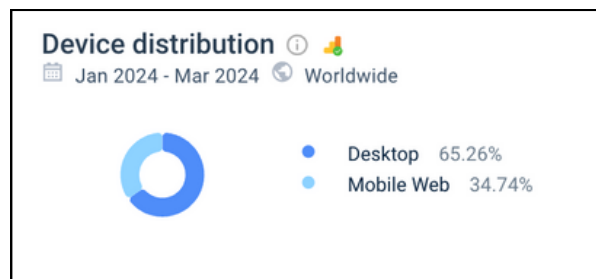 Device distribution
Jan 2024 - Mar 2024 Worldwide
Desktop 65.26%
Mobile Web 34.74%